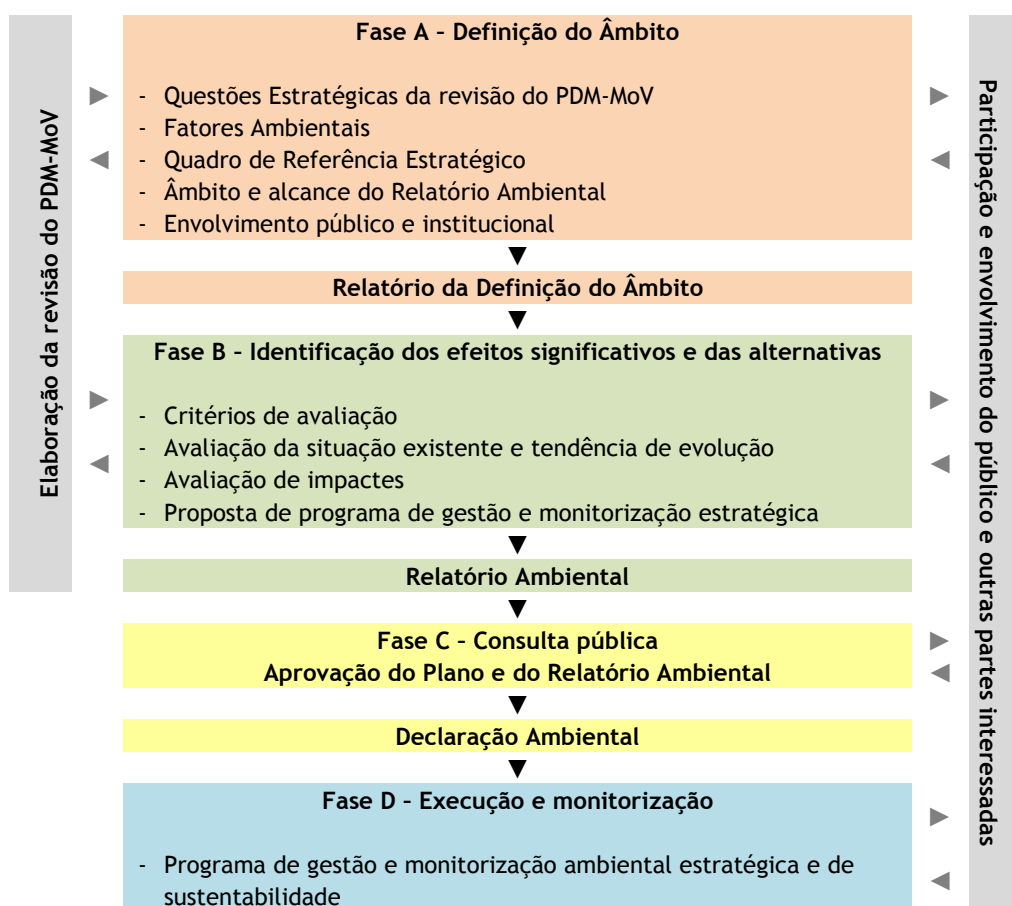 Elaboração da revisão do PDM-MoV
Fase A – Definição do Âmbito
- Questões Estratégicas da revisão do PDM-MoV
- Fatores Ambientais
- Quadro de Referência Estratégico
- Âmbito e alcance do Relatório Ambiental
- Envolvimento público e institucional
Relatório da Definição do Âmbito
Fase B – Identificação dos efeitos significativos e das alternativas
- Critérios de avaliação
- Avaliação da situação existente e tendência de evolução
- Avaliação de impactes
- Proposta de programa de gestão e monitorização estratégica
Relatório Ambiental
Fase C – Consulta pública
Aprovação do Plano e do Relatório Ambiental
Declaração Ambiental
Fase D – Execução e monitorização
- Programa de gestão e monitorização ambiental estratégica e de
sustentabilidade
Participação e envolvimento do público e outras partes interessadas